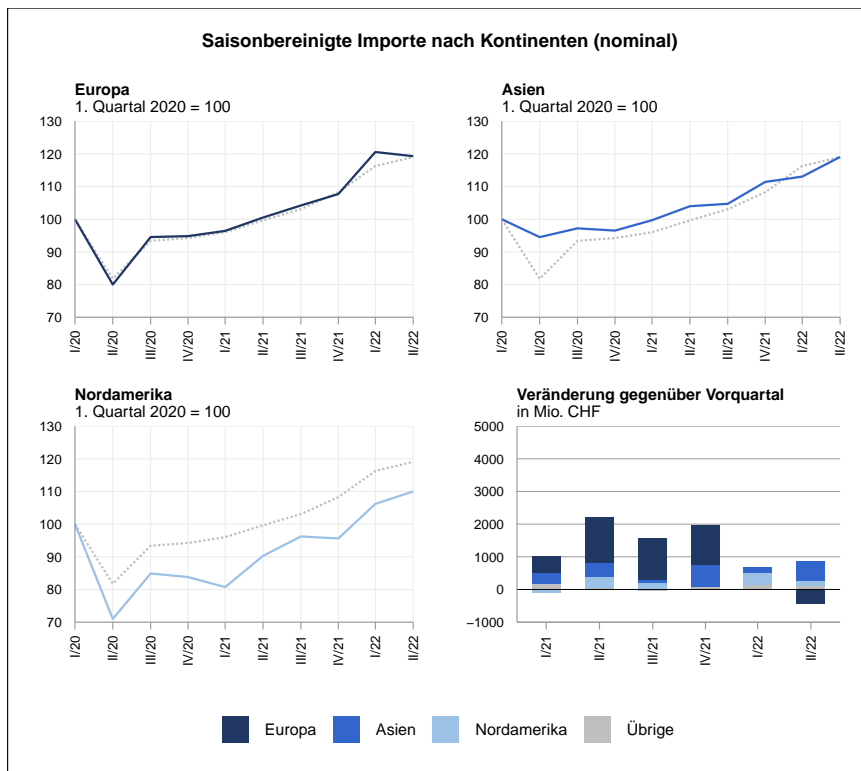 Saisonbereinigte Importe nach Kontinenten (nominal)
Europa
1. Quartal 2020 = 100
130
120
110
100
90
80
70
I/20
II/20
III/20
IV/20
I/21
II/21
III/21
IV/21
I/22
II/22
Asien
1. Quartal 2020 = 100
130
120
110
100
90
80
70
I/20
II/20
III/20
IV/20
I/21
II/21
III/21
IV/21
I/22
II/22
Nordamerika
1. Quartal 2020 = 100
130
120
110
100
90
80
70
I/20
II/20
III/20
IV/20
I/21
II/21
III/21
IV/21
I/22
II/22
Veränderung gegenüber Vorquartal
in Mio. CHF
5000
4000
3000
2000
1000
0
−1000
I/21
II/21
III/21
IV/21
I/22
II/22
Europa Asien Nordamerika Übrige